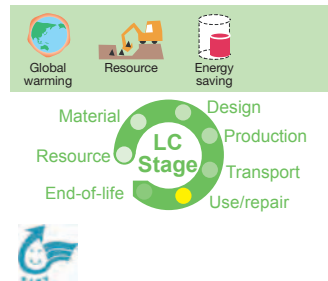 Global
warming
Resource
Energy
saving
Material
Design
Production
Resource
LC
Stage
Transport
End-of-life
Use/repair